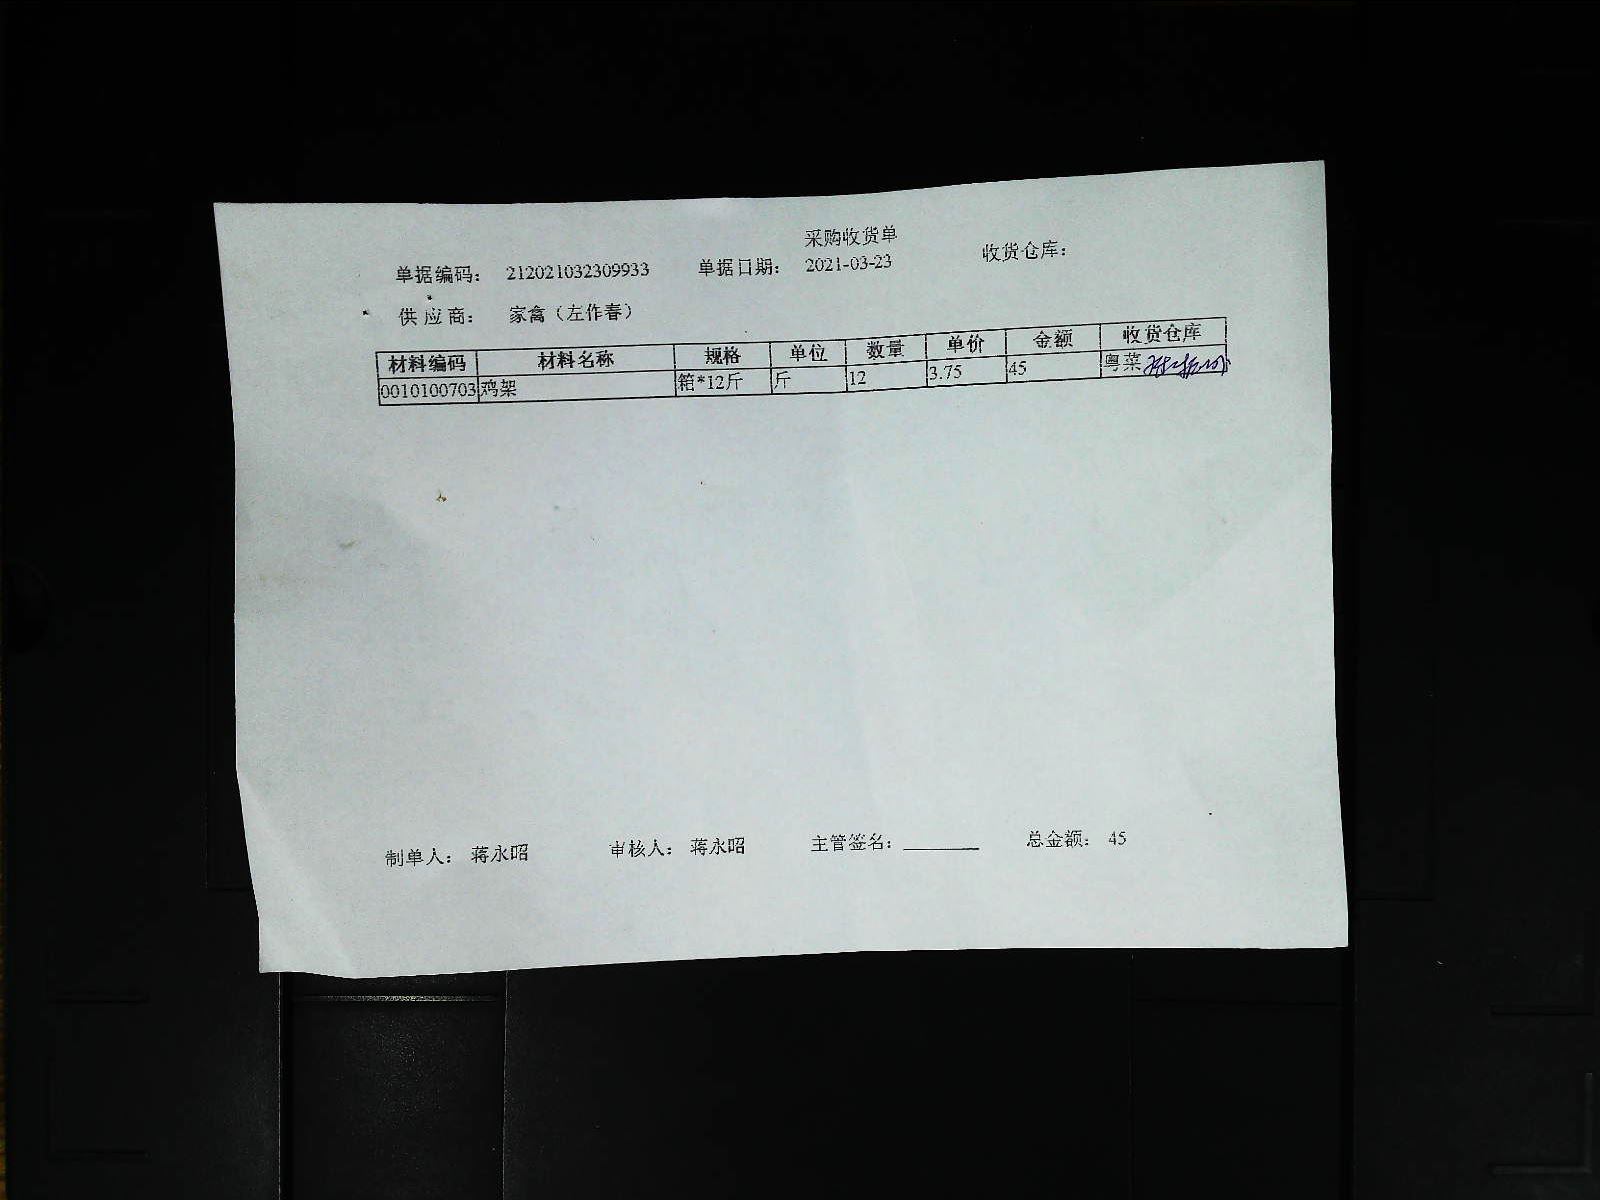 采购收货单
单据编码： 212021032309933 单据日期： 2021-03-23 收货仓库：
供应商： 家禽（左作春）
材料编码 材料名称 规格 单位 数量 单价 金额 收货仓库
0010100703 鸡架 箱*12斤 斤 12 3.75 45 粤菜
制单人： 蒋永昭 审核人： 蒋永昭 主管签名：________ 总金额： 45